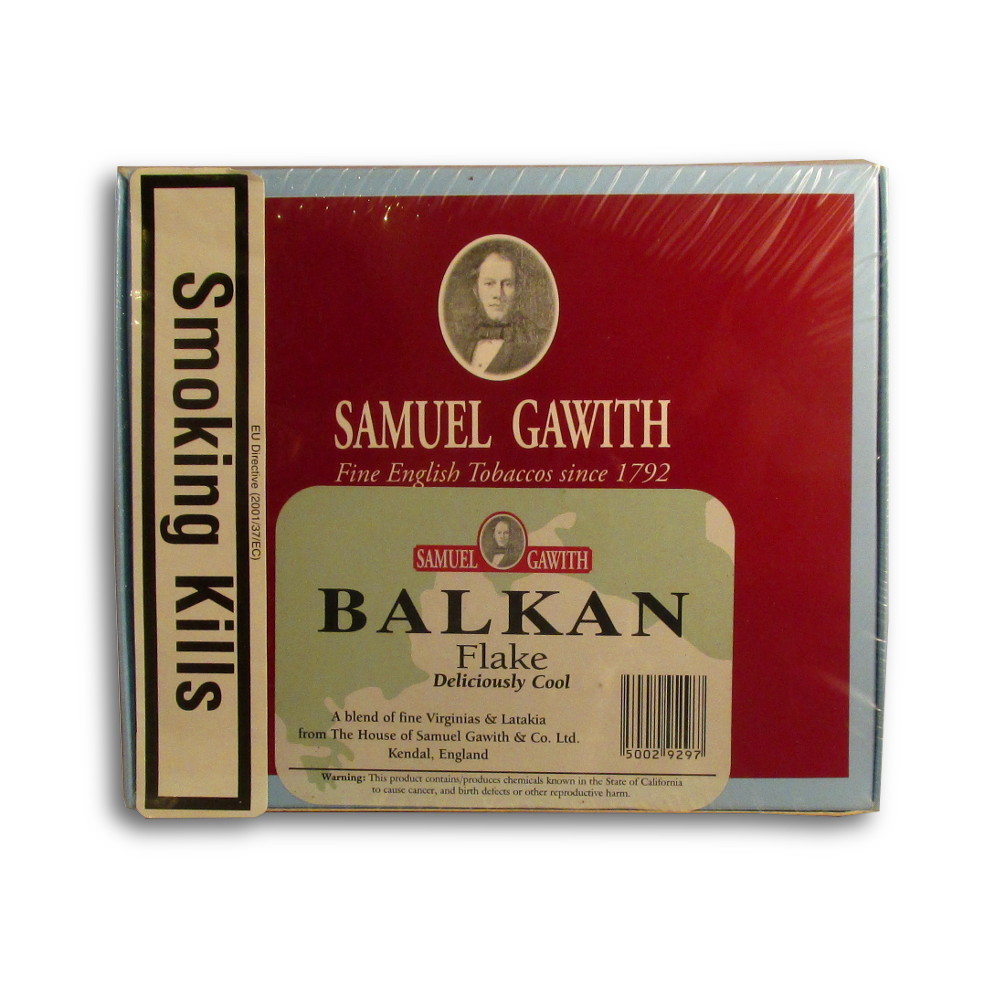 Smoking Kills
EU Directive (2001/37/EC)
SAMUEL GAWITH
Fine English Tobaccos since 1792
SAMUEL GAWITH
BALKAN
Flake
Deliciously Cool
A blend of fine Virginias & Latakia
from The House of Samuel Gawith & Co. Ltd.
Kendal, England
5002 9297
Warning: This product contains/produces chemicals known in the State of California
to cause cancer, and birth defects or other reproductive harm.